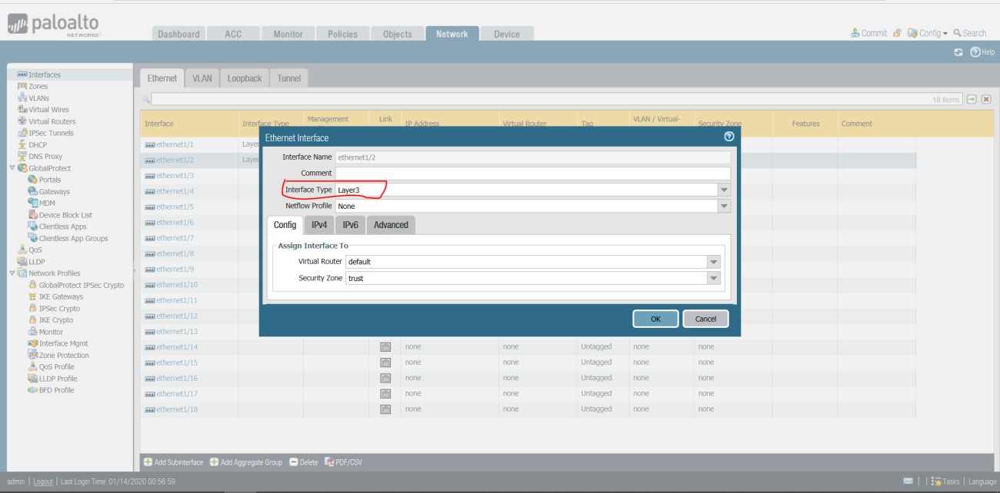 paloalto
NETWORKS®
Dashboard ACC Monitor Policies Objects Network Device
Commit Config Search
Help
Interfaces
Zones
VLANs
Virtual Wires
Virtual Routers
IPSec Tunnels
DHCP
DNS Proxy
GlobalProtect
Portals
Gateways
MDM
Device Block List
Clientless Apps
Clientless App Groups
QoS
LLDP
Network Profiles
GlobalProtect IPSec Crypto
IKE Gateways
IPSec Crypto
IKE Crypto
Monitor
Interface Mgmt
Zone Protection
QoS Profile
LLDP Profile
BFD Profile
Ethernet VLAN Loopback Tunnel
18 items
Interface Interface Type Management Link IP Address Virtual Router Tag VLAN / Virtual- Security Zone Features Comment
ethernet1/1 Layer
ethernet1/2 Layer
ethernet1/3
ethernet1/4
ethernet1/5
ethernet1/6
ethernet1/7
ethernet1/8
ethernet1/9
ethernet1/10
ethernet1/11
ethernet1/12
ethernet1/13
ethernet1/14 none none Untagged none none
ethernet1/15 none none Untagged none none
ethernet1/16 none none Untagged none none
ethernet1/17 none none Untagged none none
ethernet1/18 none none Untagged none none
Ethernet Interface
Interface Name ethernet1/2
Comment
Interface Type Layer3
Netflow Profile None
Config IPv4 IPv6 Advanced
Assign Interface To
Virtual Router default
Security Zone trust
OK Cancel
Add Subinterface Add Aggregate Group Delete PDF/CSV
admin | Logout | Last Login Time: 01/14/2020 00:56:59
Tasks | Language